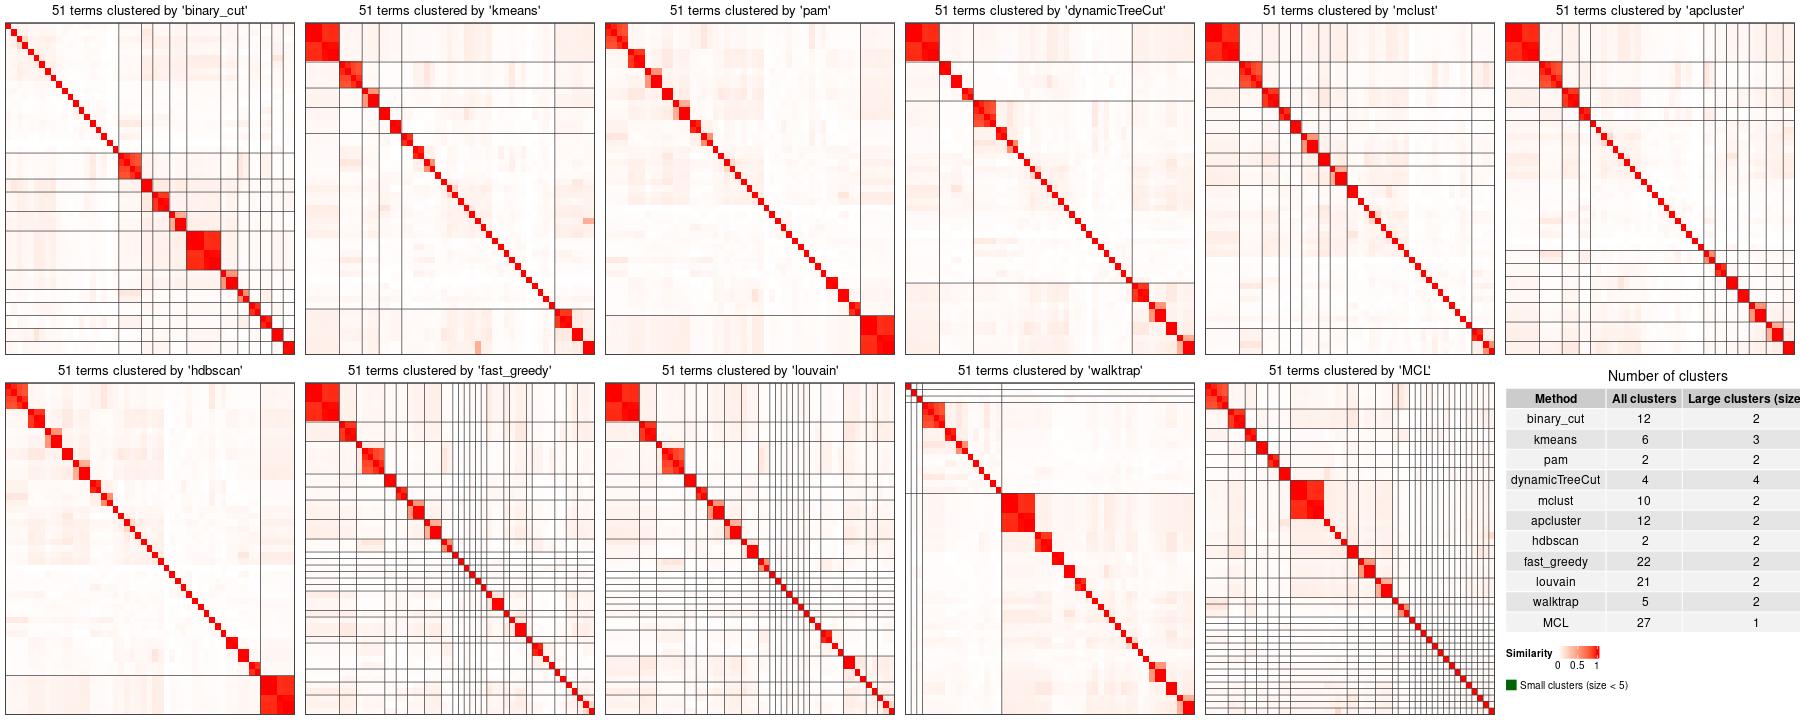 51 terms clustered by 'binary_cut'
51 terms clustered by 'kmeans'
51 terms clustered by 'pam'
51 terms clustered by 'dynamicTreeCut'
51 terms clustered by 'mclust'
51 terms clustered by 'apcluster'
51 terms clustered by 'hdbscan'
51 terms clustered by 'fast_greedy'
51 terms clustered by 'louvain'
51 terms clustered by 'walktrap'
51 terms clustered by 'MCL'
Number of clusters
Method All clusters Large clusters (size
binary_cut 12 2
kmeans 6 3
pam 2 2
dynamicTreeCut 4 4
mclust 10 2
apcluster 12 2
hdbscan 2 2
fast_greedy 22 2
louvain 21 2
walktrap 5 2
MCL 27 1
Similarity
0 0.5 1
Small clusters (size < 5)